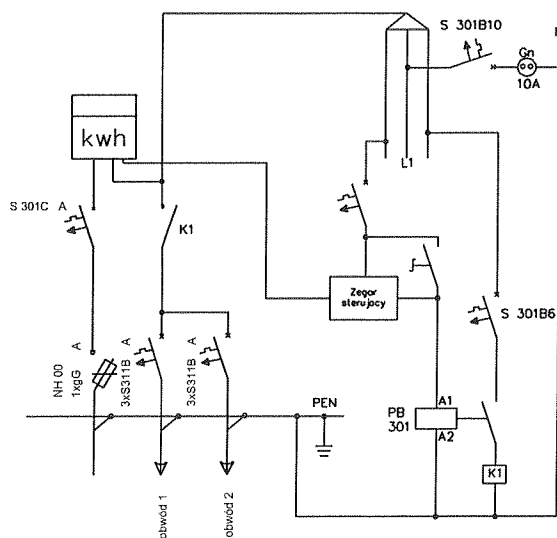 S 301B10
Gn
10A
kwh
L1
S 301C A
K1
Zegar
sterujący
S 301B6
A
NH 00
1xgG
3xS311B A
3xS311B A
PEN
PB
301
A1
A2
K1
obwód 1
obwód 2